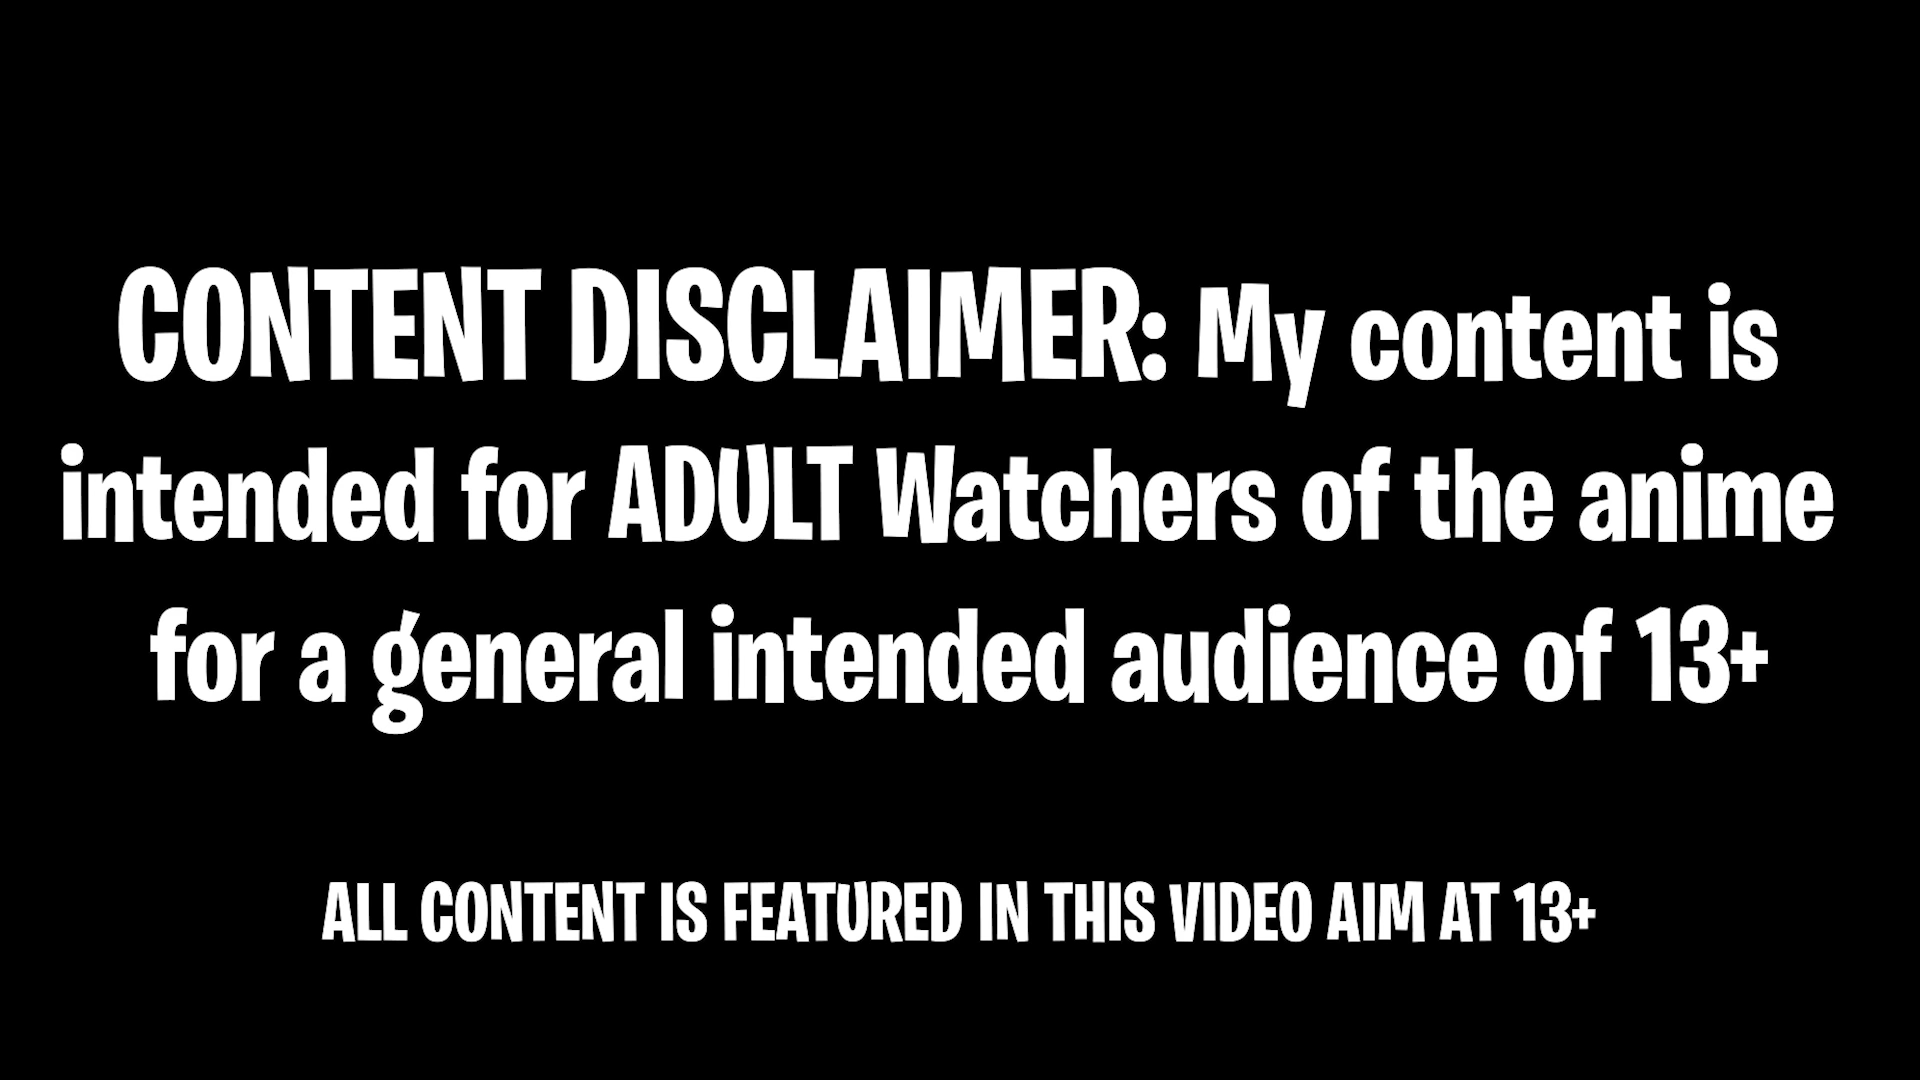 CONTENT DISCLAIMER: My content is
intended for ADULT Watchers of the anime
for a general intended audience of 13+
ALL CONTENT IS FEATURED IN THIS VIDEO AIM AT 13+